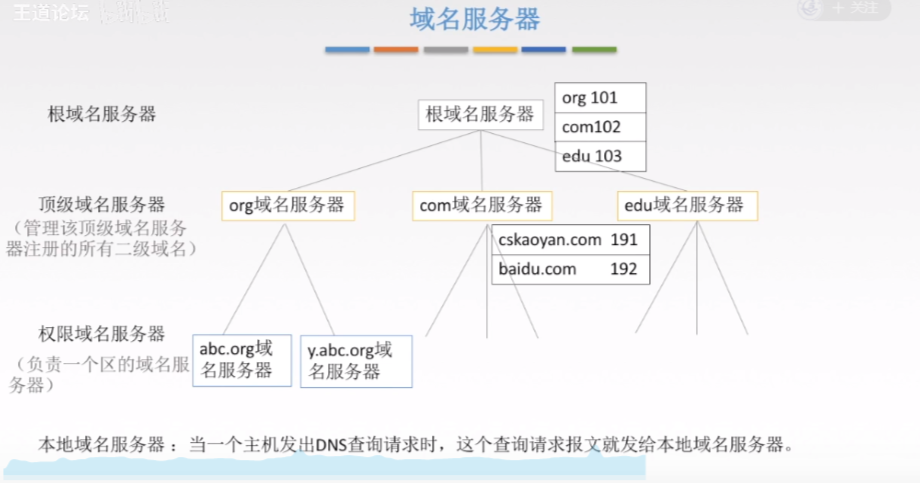 王道论坛
+ 关注
域名服务器
根域名服务器
根域名服务器
org 101
com102
edu 103
顶级域名服务器
（管理该顶级域名服务
器注册的所有二级域名）
org域名服务器
com域名服务器
edu域名服务器
cskaoyan.com 191
baidu.com 192
权限域名服务器
（负责一个区的域名服
务器）
abc.org域
名服务器
y.abc.org域
名服务器
本地域名服务器 ：当一个主机发出DNS查询请求时，这个查询请求报文就发给本地域名服务器。